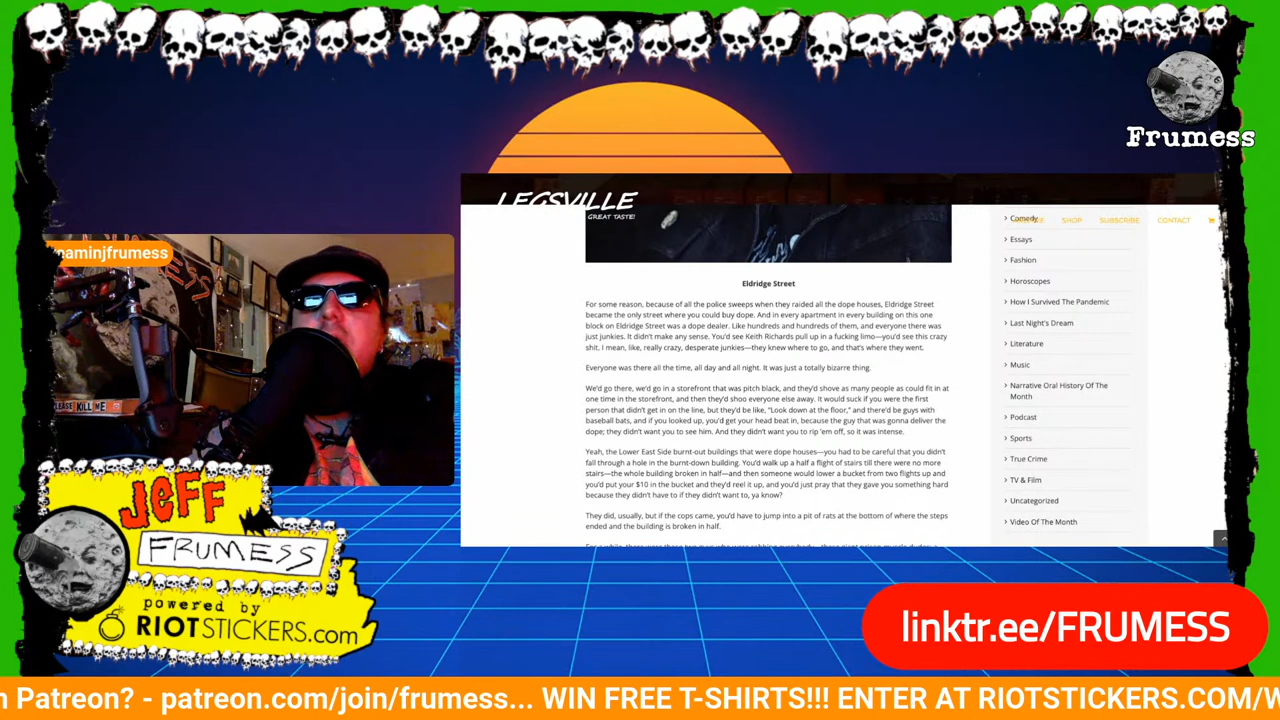 Frumess
LEGSVILLE
GREAT TASTE!
SHOP
SUBSCRIBE
CONTACT
eaminjfrumess
PLEASE KILL ME
Eldridge Street
For some reason, because of all the police sweeps when they raided all the dope houses, Eldridge Street
became the only street where you could buy dope. And in every apartment in every building on this one
block on Eldridge Street was a dope dealer. Like hundreds and hundreds of them, and everyone there was
just junkies. It didn't make any sense. You'd see Keith Richards pull up in a fucking limo—you'd see this crazy
shit. I mean, like, really crazy, desperate junkies—they knew where to go, and that's where they went.
Everyone was there all the time, all day and all night. It was just a totally bizarre thing.
We'd go there, we'd go in a storefront that was pitch black, and they'd shove as many people as could fit in at
one time in the storefront, and then they'd shoo everyone else away. It would suck if you were the first
person that didn't get in on the line, but they'd be like, "Look down at the floor," and there'd be guys with
baseball bats, and if you looked up, you'd get your head beat in, because the guy that was gonna deliver the
dope; they didn't want you to see him. And they didn't want you to rip 'em off, so it was intense.
Yeah, the Lower East Side burnt-out buildings that were dope houses—you had to be careful that you didn't
fall through a hole in the burnt-down building. You'd walk up a half a flight of stairs till there were no more
stairs—the whole building broken in half—and then someone would lower a bucket from two flights up and
you'd put your $10 in the bucket and they'd reel it up, and you'd just pray that they gave you something hard
because they didn't have to if they didn't want to, ya know?
They did, usually, but if the cops came, you'd have to jump into a pit of rats at the bottom of where the steps
ended and the building is broken in half.
Comedy
Essays
Fashion
Horoscopes
How I Survived The Pandemic
Last Night's Dream
Literature
Music
Narrative Oral History Of The
Month
Podcast
Sports
True Crime
TV & Film
Uncategorized
Video Of The Month
JEFF
FRUMESS
powered by
RIOTSTICKERS.com
linktr.ee/FRUMESS
n Patreon? - patreon.com/join/frumess... WIN FREE T-SHIRTS!!! ENTER AT RIOTSTICKERS.COM/W